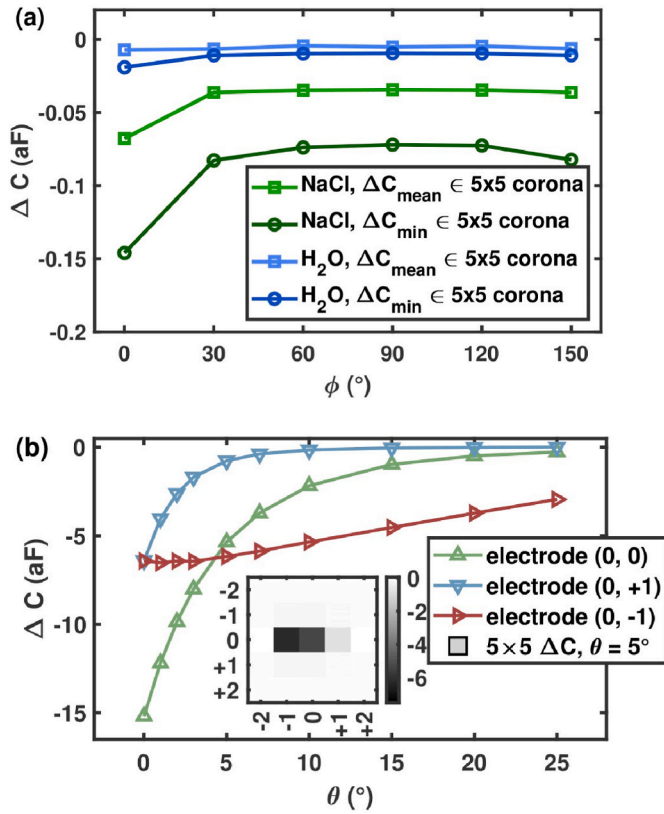 (a)
0
-0.05
-0.1
-0.15
-0.2
Δ C (aF)
NaCl, ΔC_mean ∈ 5x5 corona
NaCl, ΔC_min ∈ 5x5 corona
H₂O, ΔC_mean ∈ 5x5 corona
H₂O, ΔC_min ∈ 5x5 corona
0 30 60 90 120 150
ϕ (°)
(b)
0
-5
-10
-15
Δ C (aF)
electrode (0, 0)
electrode (0, +1)
electrode (0, -1)
5×5 ΔC, θ = 5°
-2
-1
0
+1
+2
-2 -1 0 +1 +2
0
-2
-4
-6
0 5 10 15 20 25
θ (°)